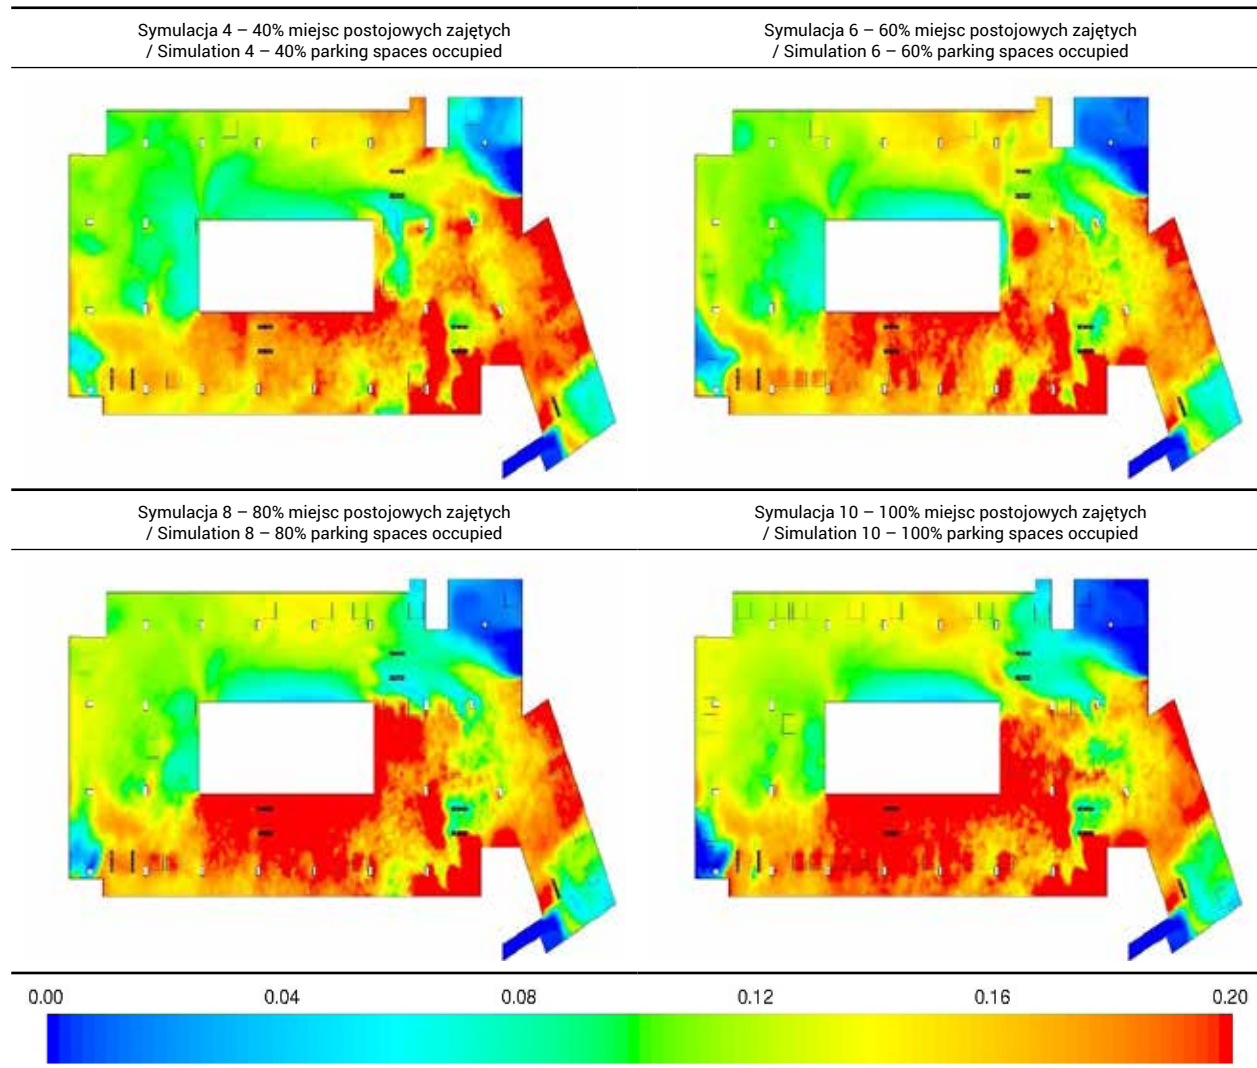 Symulacja 4 – 40% miejsc postojowych zajętych
/ Simulation 4 – 40% parking spaces occupied
Symulacja 6 – 60% miejsc postojowych zajętych
/ Simulation 6 – 60% parking spaces occupied
Symulacja 8 – 80% miejsc postojowych zajętych
/ Simulation 8 – 80% parking spaces occupied
Symulacja 10 – 100% miejsc postojowych zajętych
/ Simulation 10 – 100% parking spaces occupied
0.00 0.04 0.08 0.12 0.16 0.20